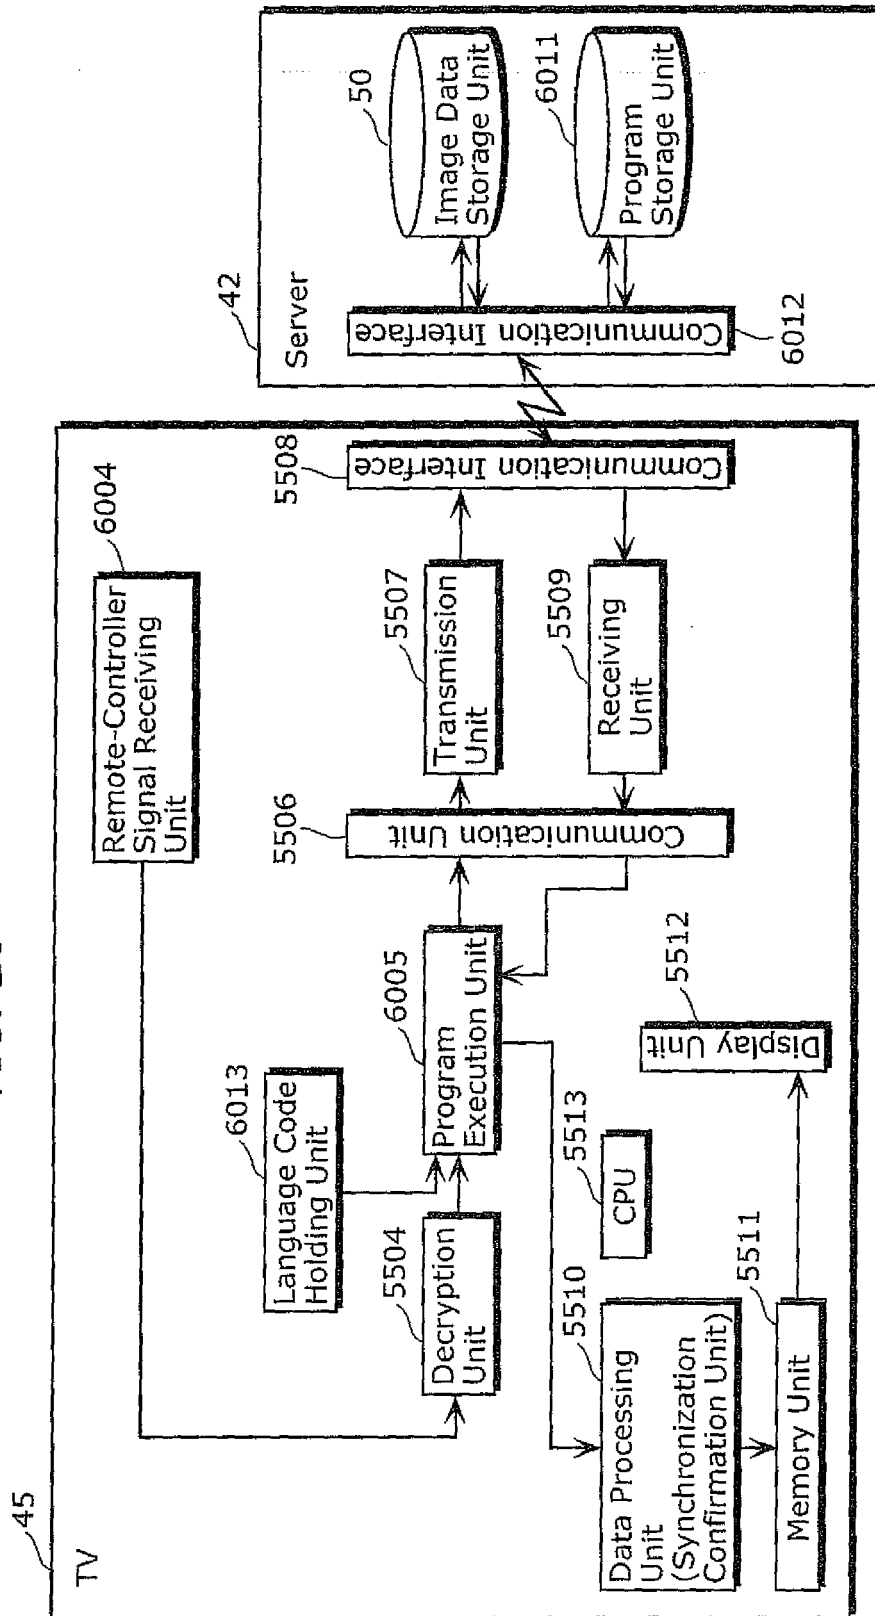 45
TV
Remote-Controller
Signal Receiving
Unit
6004
Language Code
Holding Unit
6013
Decryption
Unit
5504
Program
Execution Unit
6005
Communication Unit
5506
Transmission
Unit
5507
Receiving
Unit
5509
Communication Interface
5508
Data Processing
Unit
(Synchronization
Confirmation Unit)
5510
CPU
5513
Memory Unit
5511
Display Unit
5512
42
Server
Communication Interface
6012
Image Data
Storage Unit
50
Program
Storage Unit
6011